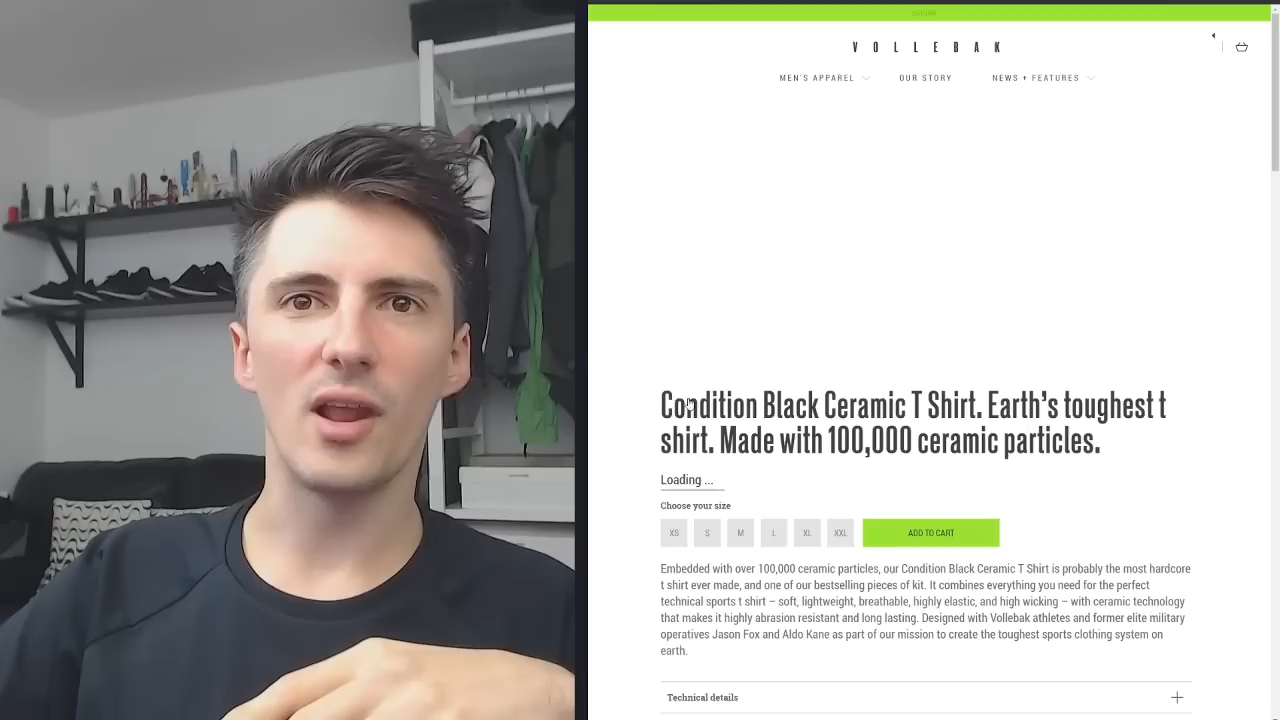 VOLLEBAK
MEN'S APPAREL
OUR STORY
NEWS + FEATURES
Condition Black Ceramic T Shirt. Earth's toughest t
shirt. Made with 100,000 ceramic particles.
Loading ...
Choose your size
XS S M L XL XXL ADD TO CART
Embedded with over 100,000 ceramic particles, our Condition Black Ceramic T Shirt is probably the most hardcore
t shirt ever made, and one of our bestselling pieces of kit. It combines everything you need for the perfect
technical sports t shirt – soft, lightweight, breathable, highly elastic, and high wicking – with ceramic technology
that makes it highly abrasion resistant and long lasting. Designed with Vollebak athletes and former elite military
operatives Jason Fox and Aldo Kane as part of our mission to create the toughest sports clothing system on
earth.
Technical details